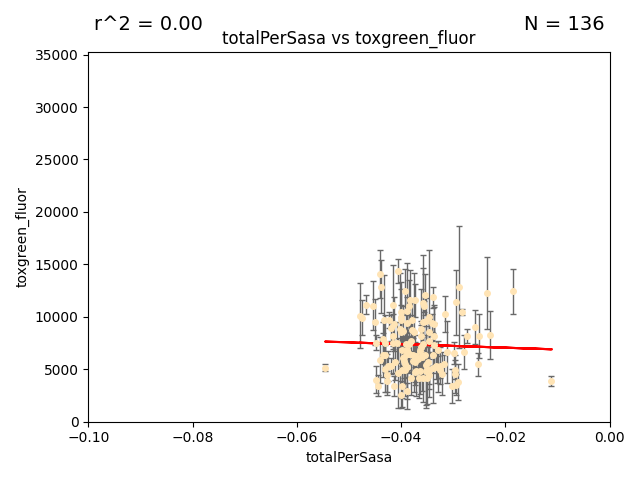 r^2 = 0.00
N = 136
totalPerSasa vs toxgreen_fluor
35000
30000
25000
20000
15000
10000
5000
0
toxgreen_fluor
−0.10
−0.08
−0.06
−0.04
−0.02
0.00
totalPerSasa